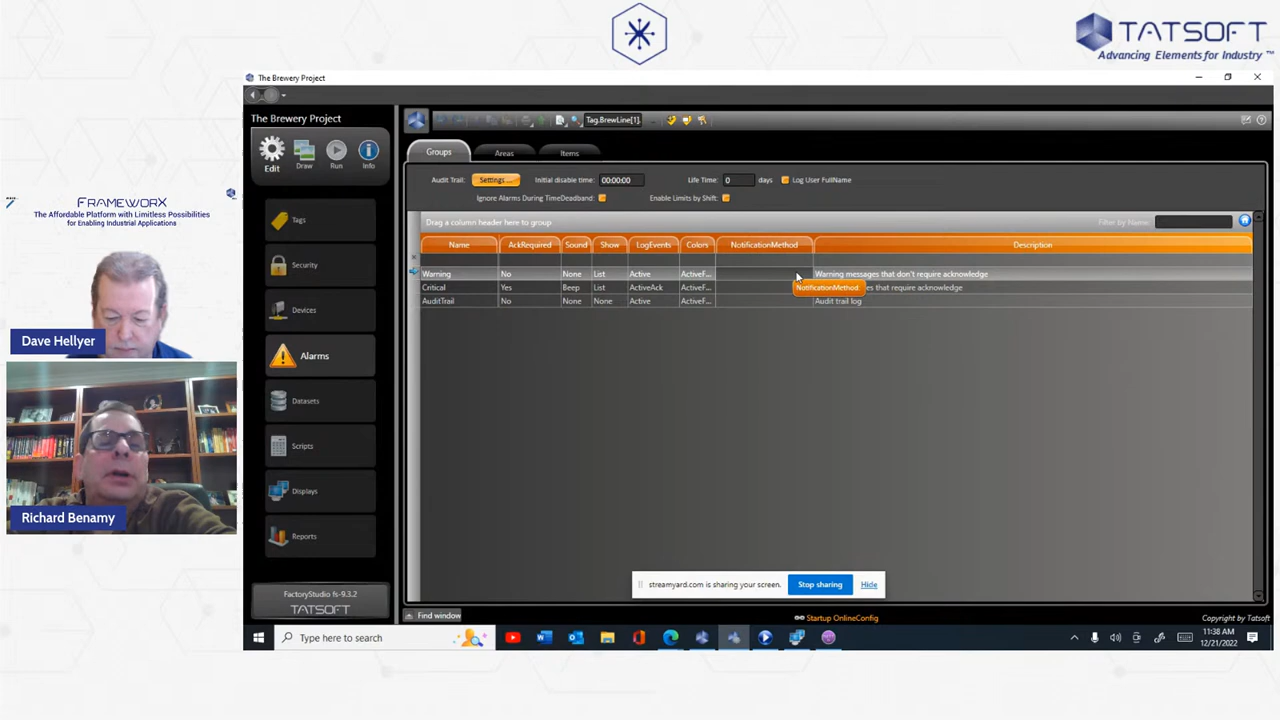 TATSOFT
Advancing Elements for Industry ™
The Brewery Project
The Brewery Project
Edit
Draw
Run
Info
Tag.BrewLine[1].
Groups
Areas
Items
Audit Trail:
Settings...
Initial disable time:
00:00:00
Life Time:
0
days
Log User FullName
Ignore Alarms During TimeDeadband:
Enable Limits by Shift:
Drag a column header here to group
Filter by Name:
Name AckRequired Sound Show LogEvents Colors NotificationMethod Description
Warning No None List Active ActiveF... Warning messages that don't require acknowledge
Critical Yes Beep List ActiveAck ActiveF... es that require acknowledge
NotificationMethod:
AuditTrail No None None Active ActiveF... Audit trail log
Tags
Security
Devices
Alarms
Datasets
Scripts
Displays
Reports
FactoryStudio fs-9.3.2
TATSOFT
FRAMEWORX
The Affordable Platform with Limitless Possibilities
for Enabling Industrial Applications
Dave Hellyer
Richard Benamy
streamyard.com is sharing your screen.
Stop sharing
Hide
Find window
Startup OnlineConfig
Copyright by Tatsoft
Type here to search
11:38 AM
12/21/2022